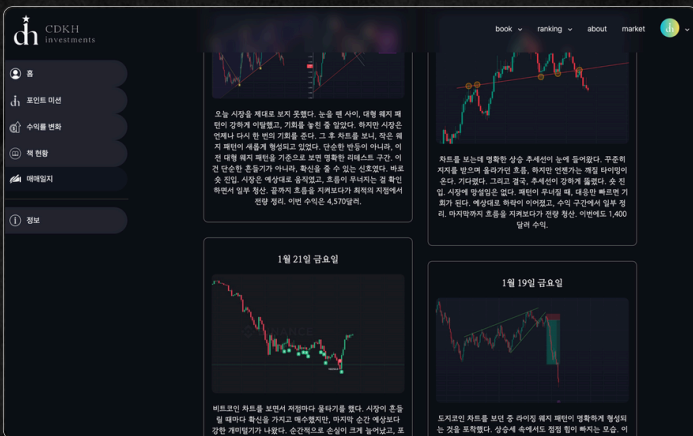 CDKH
investments
book
ranking
about
market
홈
포인트 미션
수익률 변화
책 현황
매매일지
정보
오늘 시장을 제대로 보지 못했다. 눈을 뗀 사이, 대형 웨지 패
턴이 강하게 이탈했고, 기회를 놓친 줄 알았다. 하지만 시장은
언제나 다시 한 번의 기회를 준다. 그 후 차트를 보니, 작은 웨
지 패턴이 새롭게 형성되고 있었다. 단순한 반등이 아니라, 이
전 대형 웨지 패턴을 기준으로 보면 명확한 리테스트 구간. 이
건 단순한 흔들기가 아니라, 확신을 줄 수 있는 신호였다. 바로
숏 진입. 시장은 예상대로 움직였고, 흐름이 무너지는 걸 확인
하면서 일부 청산. 끝까지 흐름을 지켜보다가 최적의 지점에서
전량 정리. 이번 수익은 4,570달러.
1월 21일 금요일
비트코인 차트를 보면서 저점마다 물타기를 했다. 시장이 흔들
릴 때마다 확신을 가지고 매수했지만, 마지막 순간 예상보다
강한 개미털기가 나왔다. 순간적으로 손실이 크게 늘어났고, 포
차트를 보는데 명확한 상승 추세선이 눈에 들어왔다. 꾸준히
지지를 받으며 올라가던 흐름, 하지만 언젠가는 깨질 타이밍이
온다. 기다렸다. 그리고 결국, 추세선이 강하게 뚫렸다. 숏 진
입. 시장에 망설임은 없다. 패턴이 무너질 때, 대응만 빠르면 기
회가 된다. 예상대로 하락이 이어졌고, 수익 구간에서 일부 정
리. 마지막까지 흐름을 지켜보다가 전량 청산. 이번에도 1,400
달러 수익.
1월 19일 금요일
도지코인 차트를 보던 중 라이징 웨지 패턴이 명확하게 형성되
는 것을 포착했다. 상승세 속에서도 점점 힘이 빠지는 모습. 이